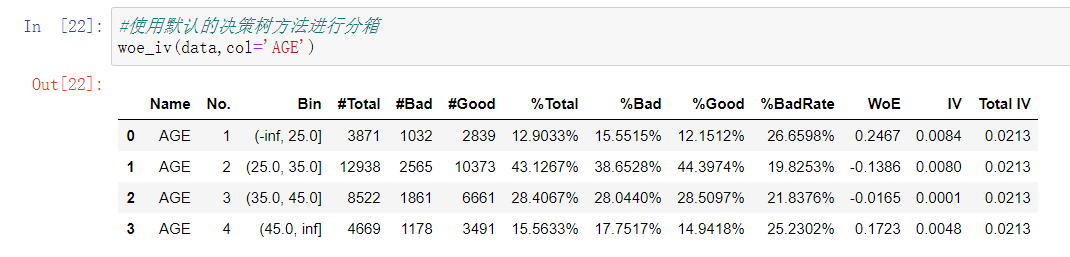 In [22]: #使用默认的决策树方法进行分箱
woe_iv(data,col='AGE')
Out[22]:
Name No. Bin #Total #Bad #Good %Total %Bad %Good %BadRate WoE IV Total IV
0 AGE 1 (-inf, 25.0] 3871 1032 2839 12.9033% 15.5515% 12.1512% 26.6598% 0.2467 0.0084 0.0213
1 AGE 2 (25.0, 35.0] 12938 2565 10373 43.1267% 38.6528% 44.3974% 19.8253% -0.1386 0.0080 0.0213
2 AGE 3 (35.0, 45.0] 8522 1861 6661 28.4067% 28.0440% 28.5097% 21.8376% -0.0165 0.0001 0.0213
3 AGE 4 (45.0, inf] 4669 1178 3491 15.5633% 17.7517% 14.9418% 25.2302% 0.1723 0.0048 0.0213